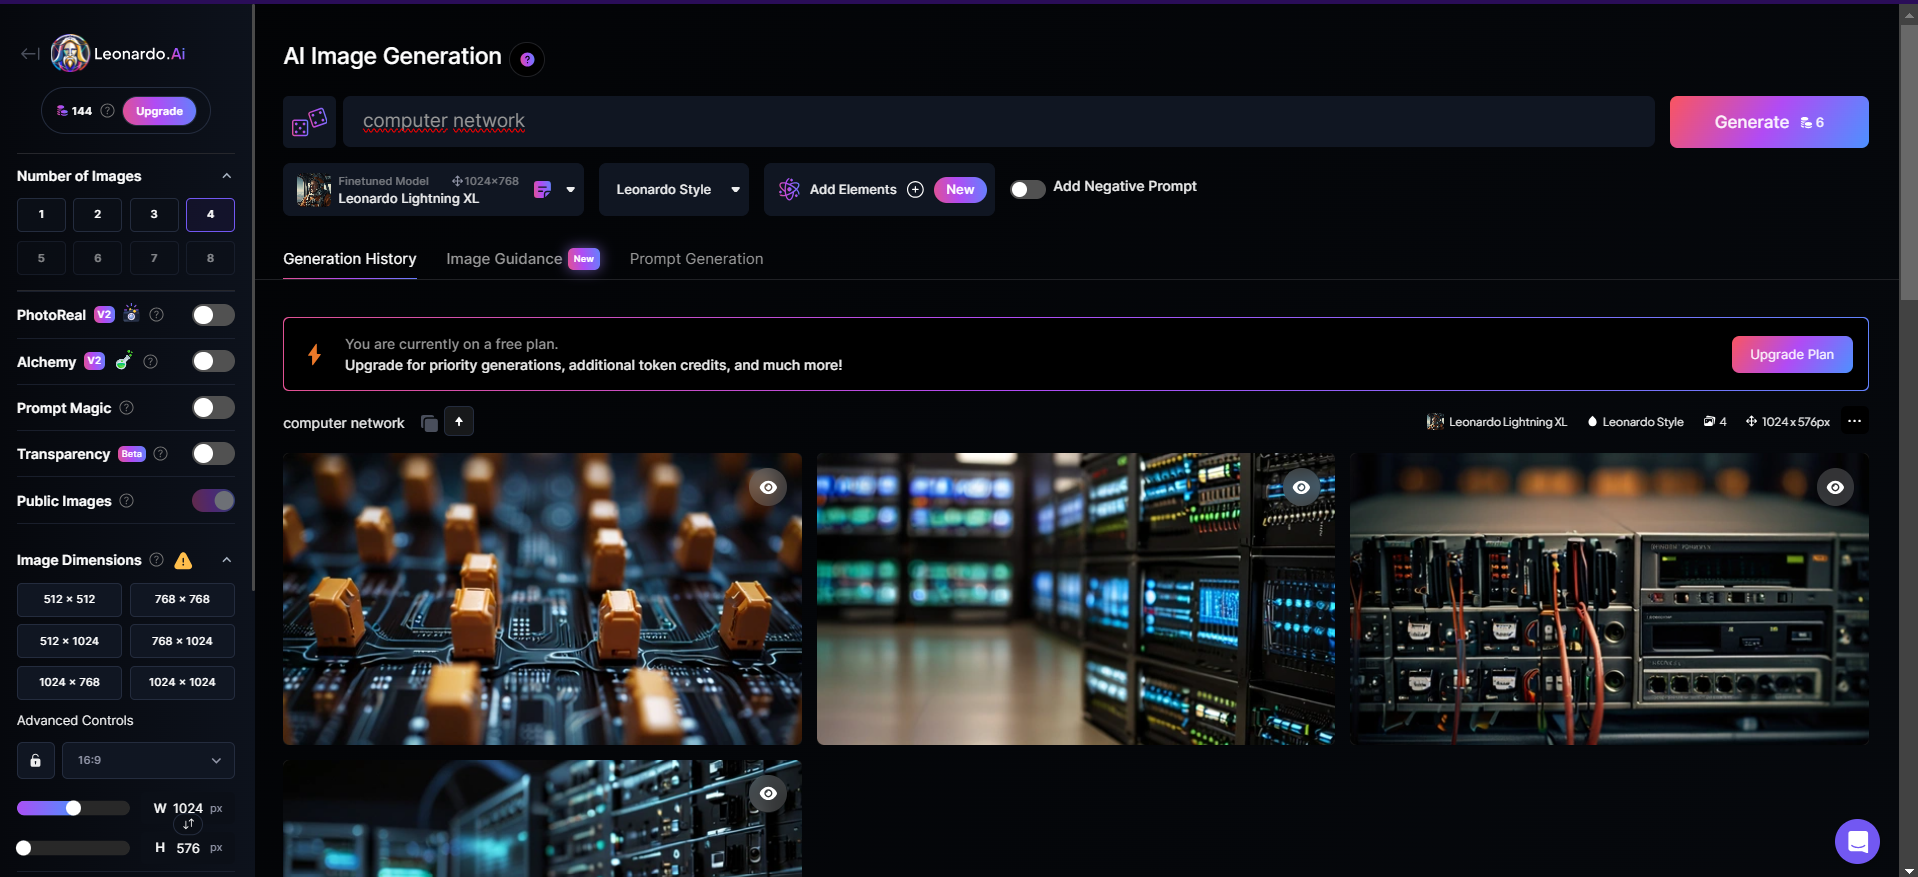 Leonardo.Ai
144 Upgrade
Number of Images
1 2 3 4
5 6 7 8
PhotoReal V2
Alchemy V2
Prompt Magic
Transparency Beta
Public Images
Image Dimensions
512 × 512 768 × 768
512 × 1024 768 × 1024
1024 × 768 1024 × 1024
Advanced Controls
16:9
W 1024 px
H 576 px
AI Image Generation
computer network
Generate 6
Finetuned Model 1024×768
Leonardo Lightning XL
Leonardo Style
Add Elements New
Add Negative Prompt
Generation History Image Guidance New Prompt Generation
You are currently on a free plan.
Upgrade for priority generations, additional token credits, and much more!
Upgrade Plan
computer network
Leonardo Lightning XL Leonardo Style 4 1024 x 576px